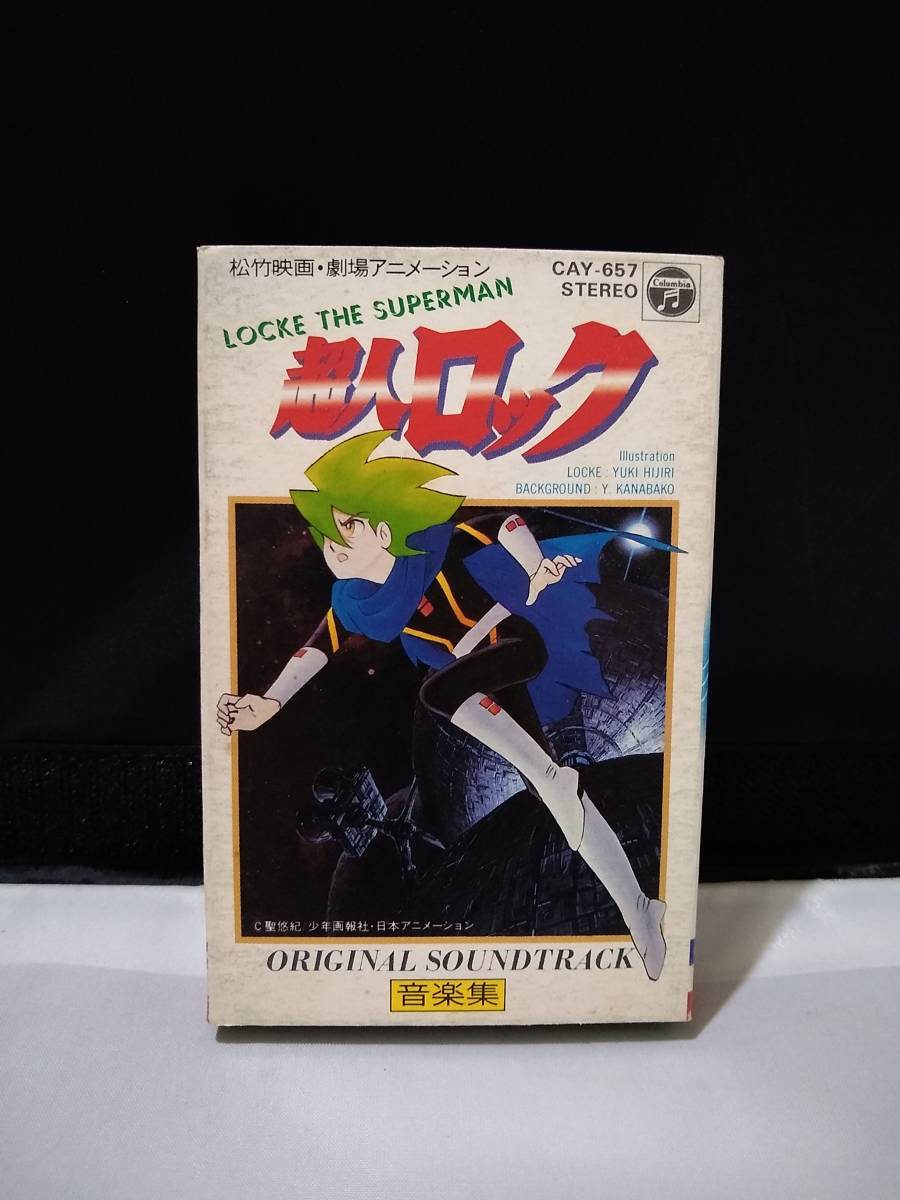 松竹映画・劇場アニメーション
CAY-657
STEREO
Columbia
LOCKE THE SUPERMAN
超人ロック
Illustration
LOCKE : YUKI HIJIRI
BACKGROUND : Y. KANABAKO
C聖悠紀/少年画報社・日本アニメーション
ORIGINAL SOUNDTRACK
音楽集